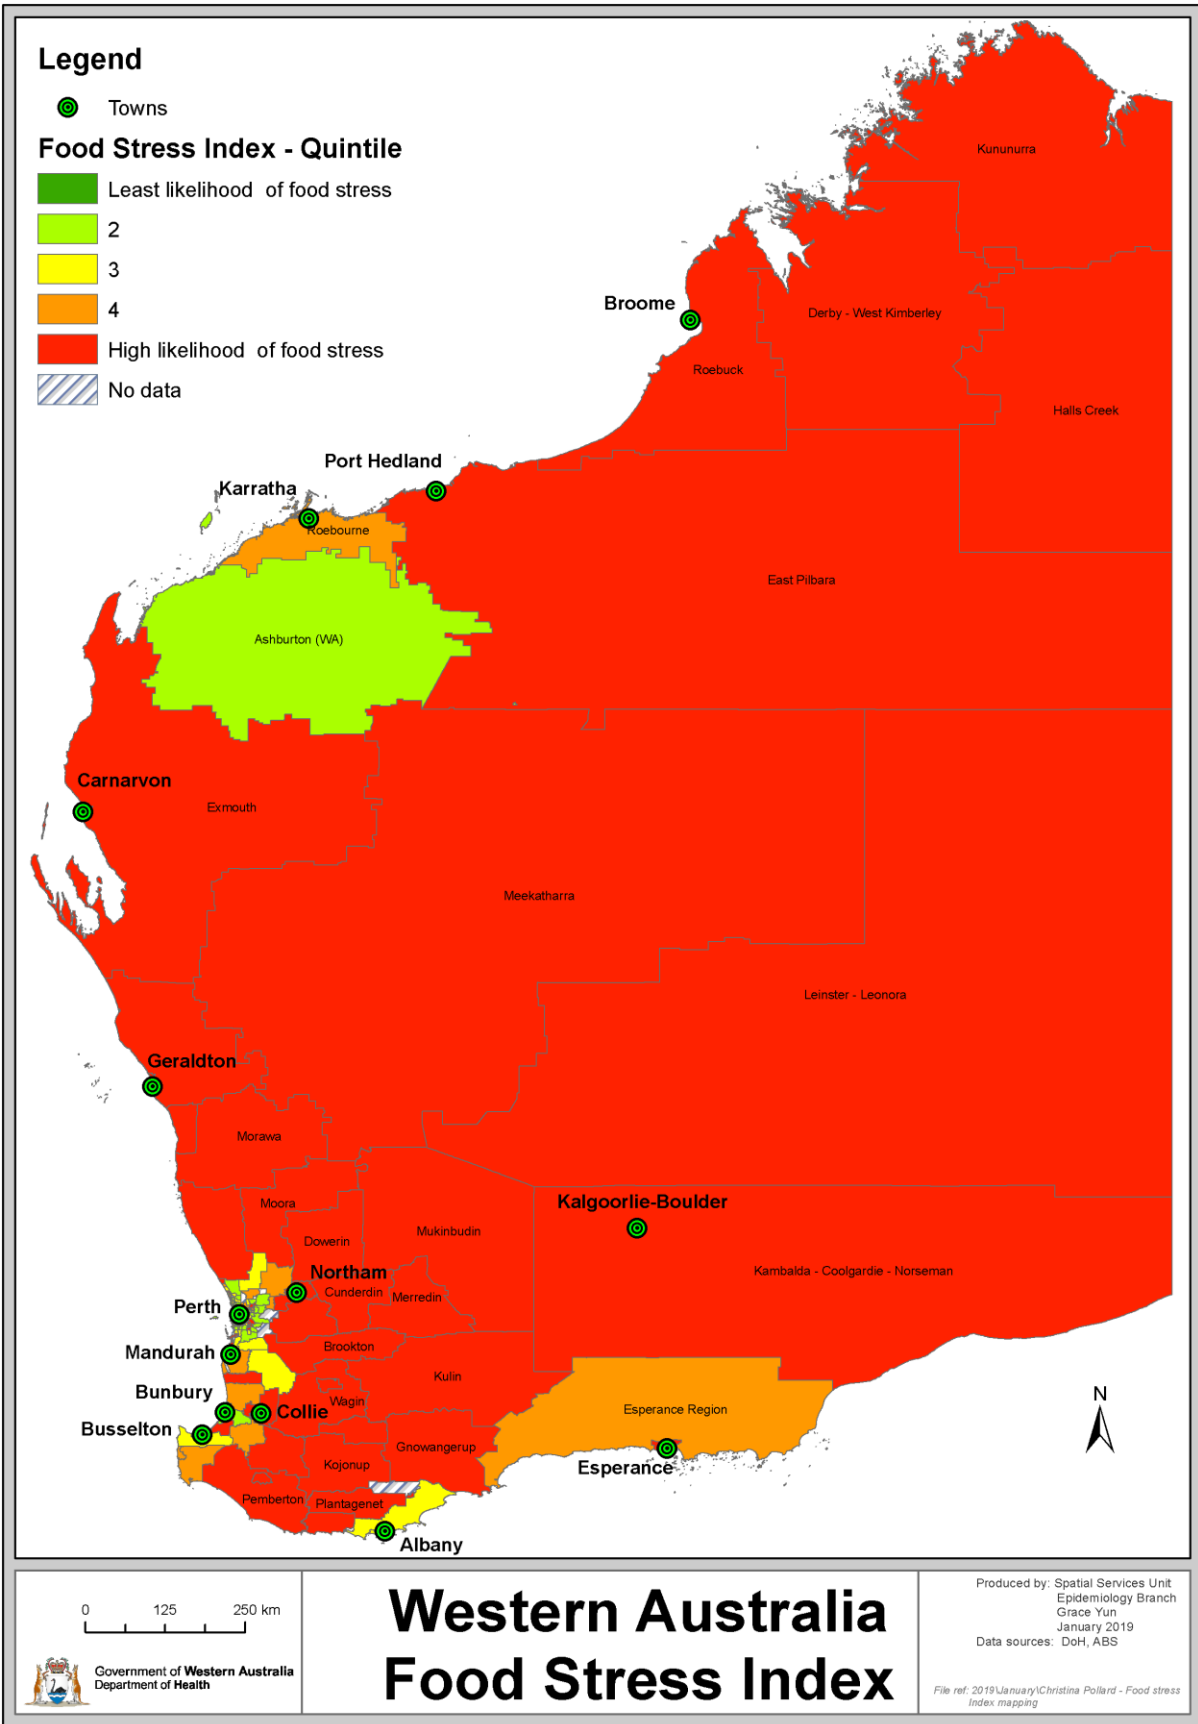 Legend
Towns
Food Stress Index - Quintile
Least likelihood of food stress
2
3
4
High likelihood of food stress
No data
Kununurra
Broome
Derby - West Kimberley
Roebuck
Halls Creek
Port Hedland
Karratha
Roebourne
East Pilbara
Ashburton (WA)
Carnarvon
Exmouth
Meekatharra
Leinster - Leonora
Geraldton
Morawa
Moora
Kalgoorlie-Boulder
Mukinbudin
Dowerin
Kambalda - Coolgardie - Norseman
Northam
Cunderdin
Merredin
Perth
Mandurah
Brookton
Kulin
Bunbury
Wagin
Collie
Esperance Region
Busselton
Gnowangerup
Kojonup
Esperance
Pemberton
Plantagenet
Albany
N
0 125 250 km
Government of Western Australia
Department of Health
Western Australia
Food Stress Index
Produced by: Spatial Services Unit
Epidemiology Branch
Grace Yun
January 2019
Data sources: DoH, ABS
File ref: 2019\January\Christina Pollard - Food stress
Index mapping